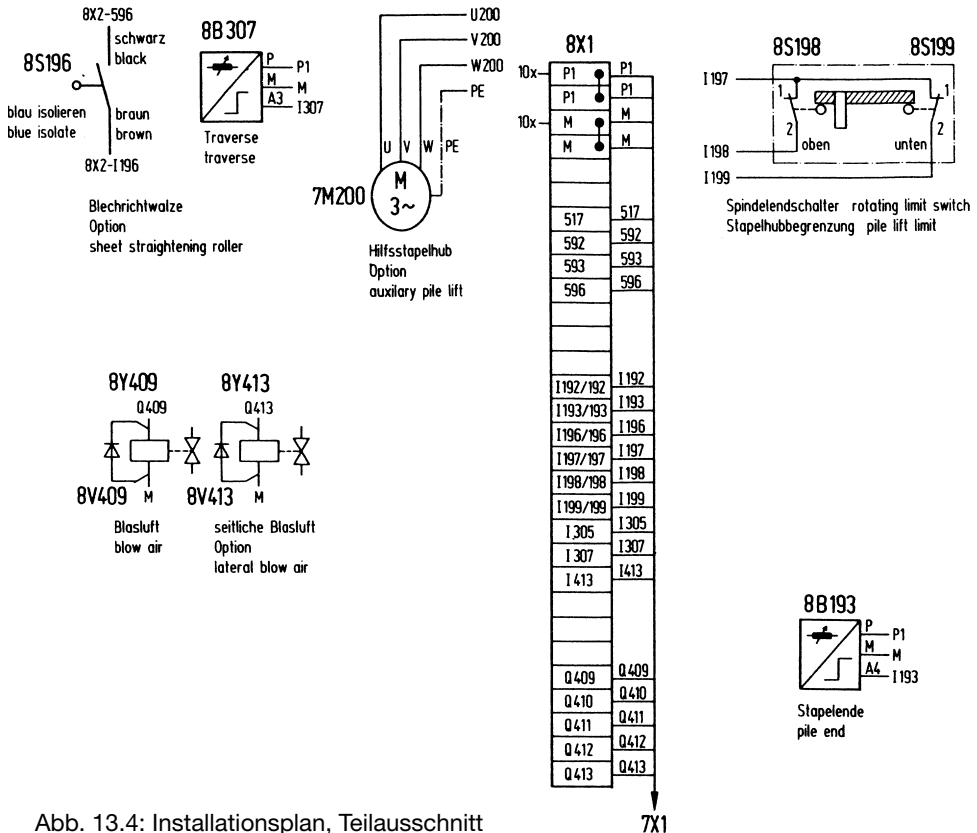 8X2-596
schwarz
black
8S196
blau isolieren
blue isolate
braun
brown
8X2-I196
Blechrichtwalze
Option
sheet straightening roller
8B307
P
P1
M
M
A3
I307
Traverse
traverse
U200
V200
W200
PE
U
V
W
PE
7M200
M
3~
Hilfsstapelhub
Option
auxilary pile lift
8X1
10x
P1
P1
P1
P1
10x
M
M
M
M
517
517
592
592
593
593
596
596
I192/192
I192
I193/193
I193
I196/196
I196
I197/197
I197
I198/198
I198
I199/199
I199
I305
I305
I307
I307
I413
I413
Q409
Q409
Q410
Q410
Q411
Q411
Q412
Q412
Q413
Q413
7X1
8S198
8S199
I197
1
1
2
2
oben
unten
I198
I199
Spindelendschalter rotating limit switch
Stapelhubbegrenzung pile lift limit
8Y409
Q409
8V409
M
Blasluft
blow air
8Y413
Q413
8V413
M
seitliche Blasluft
Option
lateral blow air
8B193
P
P1
M
M
A4
I193
Stapelende
pile end
Abb. 13.4: Installationsplan, Teilausschnitt